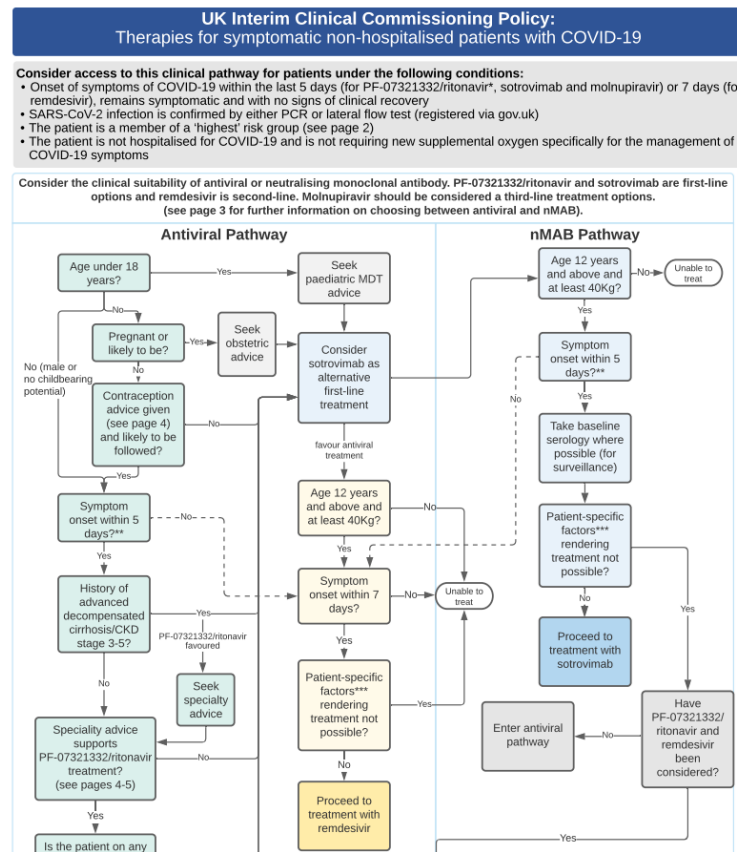 UK Interim Clinical Commissioning Policy:
Therapies for symptomatic non-hospitalised patients with COVID-19
Consider access to this clinical pathway for patients under the following conditions:
• Onset of symptoms of COVID-19 within the last 5 days (for PF-07321332/ritonavir*, sotrovimab and molnupiravir) or 7 days (fo
remdesivir), remains symptomatic and with no signs of clinical recovery
• SARS-CoV-2 infection is confirmed by either PCR or lateral flow test (registered via gov.uk)
• The patient is a member of a ‘highest’ risk group (see page 2)
• The patient is not hospitalised for COVID-19 and is not requiring new supplemental oxygen specifically for the management of
COVID-19 symptoms
Consider the clinical suitability of antiviral or neutralising monoclonal antibody. PF-07321332/ritonavir and sotrovimab are first-line
options and remdesivir is second-line. Molnupiravir should be considered a third-line treatment options.
(see page 3 for further information on choosing between antiviral and nMAB).
Antiviral Pathway
Age under 18
years?
Yes
Seek
paediatric MDT
advice
No
Pregnant or
likely to be?
Yes
Seek
obstetric
advice
Consider
sotrovimab as
alternative
first-line
treatment
No (male or
no childbearing
potential)
No
Contraception
advice given
(see page 4)
and likely to be
followed?
No
Yes
favour antiviral
treatment
Symptom
onset within 5
days?**
No
Age 12 years
and above and
at least 40Kg?
No
Yes
Yes
History of
advanced
decompensated
cirrhosis/CKD
stage 3-5?
Yes
PF-07321332/ritonavir
favoured
Symptom
onset within 7
days?
No
Unable to
treat
Yes
No
Seek
specialty
advice
Patient-specific
factors***
rendering
treatment not
possible?
Yes
Speciality advice
supports
PF-07321332/ritonavir
treatment?
(see pages 4-5)
No
No
Proceed to
treatment with
remdesivir
Yes
Is the patient on any
nMAB Pathway
Age 12 years
and above and
at least 40Kg?
No
Unable to
treat
Yes
Symptom
onset within 5
days?**
No
Yes
Take baseline
serology where
possible (for
surveillance)
Patient-specific
factors***
rendering
treatment not
possible?
Yes
No
Proceed to
treatment with
sotrovimab
Have
PF-07321332/
ritonavir and
remdesivir
been
considered?
No
Enter antiviral
pathway
Yes